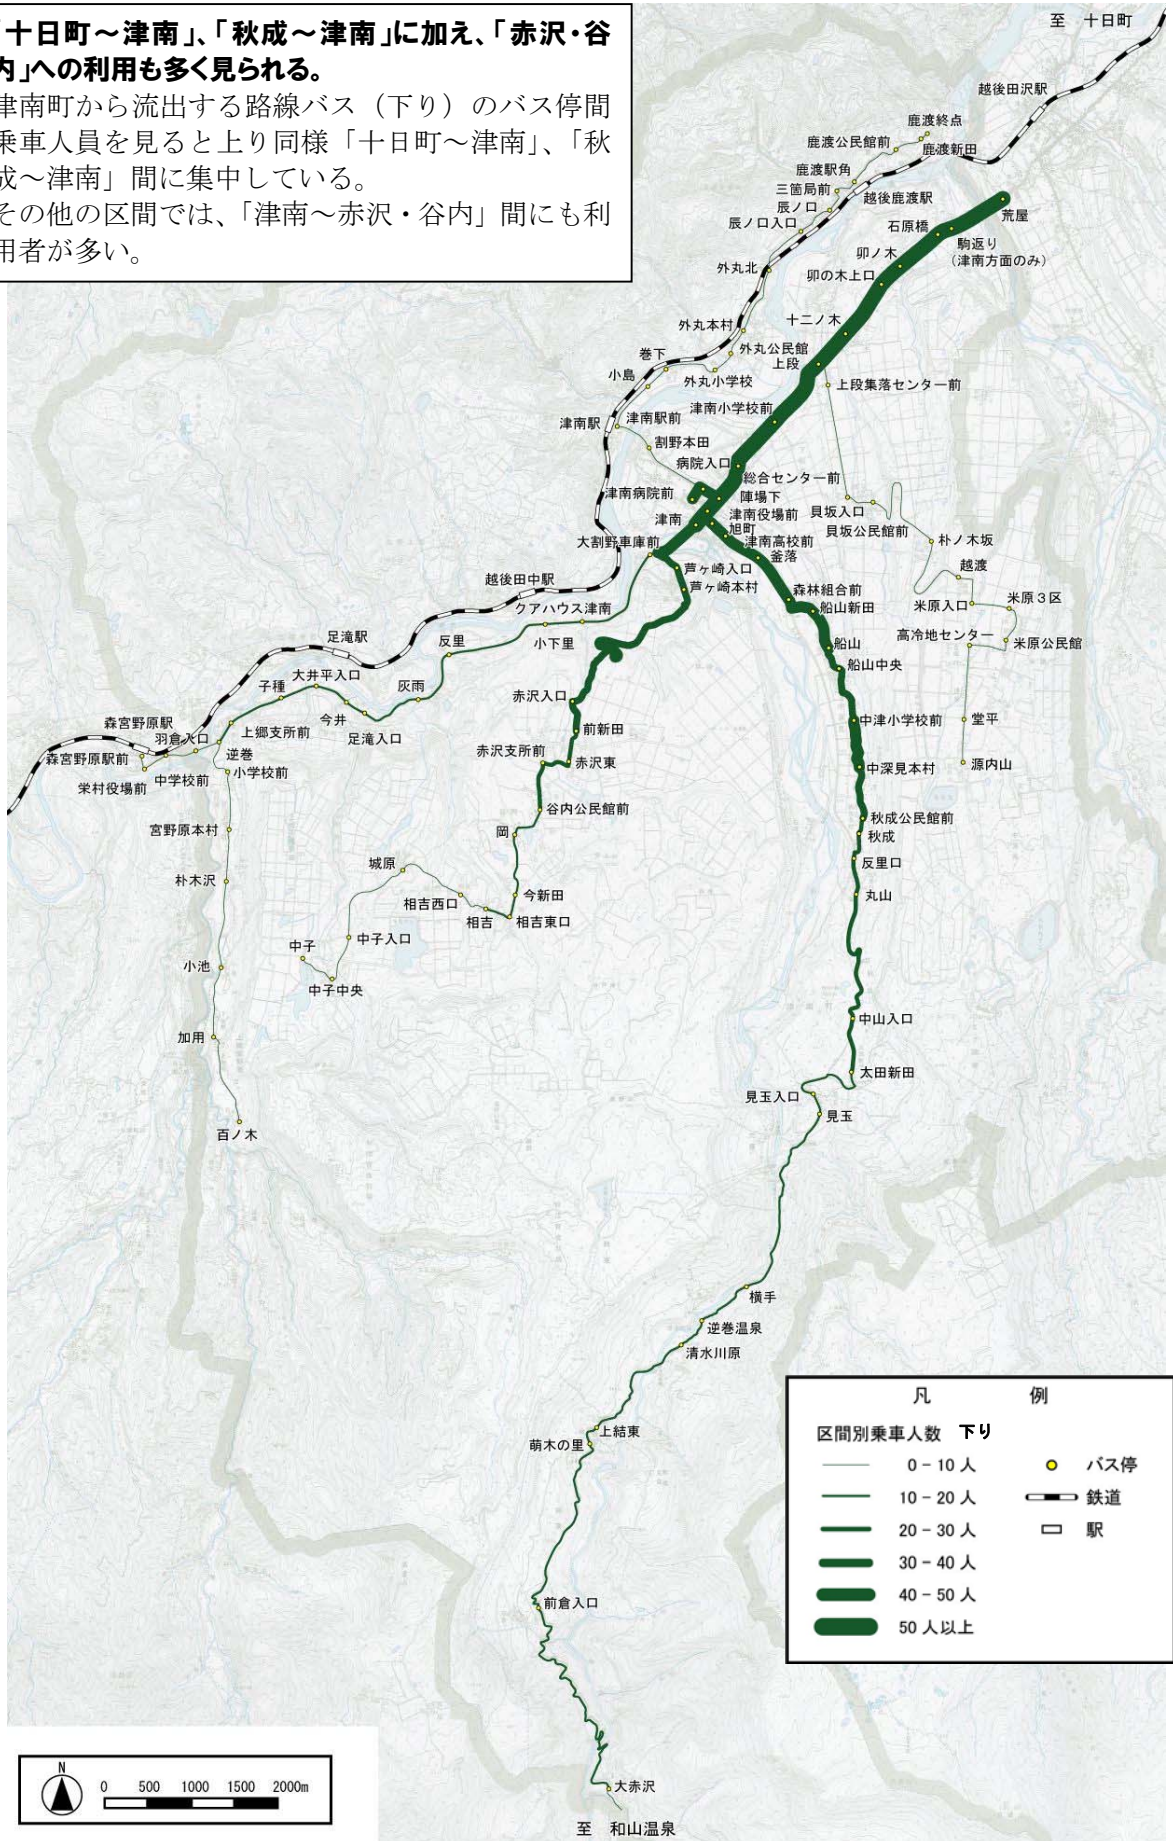 十日町～津南」、「秋成～津南」に加え、「赤沢・谷
内」への利用も多く見られる。
津南町から流出する路線バス（下り）のバス停間
乗車人員を見ると上り同様「十日町～津南」、「秋
成～津南」間に集中している。
その他の区間では、「津南～赤沢・谷内」間にも利
用者が多い。
至　十日町
越後田沢駅
鹿渡終点
鹿渡公民館前
鹿渡新田
鹿渡駅角
三箇局前
越後鹿渡駅
辰ノ口
辰ノ口入口
荒屋
石原橋
駒返り
（津南方面のみ）
卯ノ木
外丸北
卯の木上口
十二ノ木
外丸本村
外丸公民館
巻下
上段
小島
外丸小学校
上段集落センター前
津南小学校前
津南駅
津南駅前
割野本田
病院入口
総合センター前
津南病院前
陣場下
貝坂入口
津南役場前
津南
旭町
貝坂公民館前
大割野車庫前
津南高校前
釜落
朴ノ木坂
芦ヶ崎入口
越後田中駅
越渡
芦ヶ崎本村
森林組合前
米原入口
米原３区
クアハウス津南
船山新田
足滝駅
反里
小下里
高冷地センター
米原公民館
船山
船山中央
大井平入口
子種
灰雨
赤沢入口
今井
足滝入口
中津小学校前
堂平
森宮野原駅
羽倉入口
上郷支所前
前新田
赤沢支所前
赤沢東
森宮野原駅前
逆巻
源内山
中学校前
小学校前
中深見本村
栄村役場前
谷内公民館前
秋成公民館前
宮野原本村
岡
秋成
城原
反里口
朴木沢
相吉西口
今新田
丸山
相吉
相吉東口
中子
中子入口
小池
中子中央
中山入口
加用
太田新田
見玉入口
見玉
百ノ木
横手
逆巻温泉
清水川原
上結東
萌木の里
前倉入口
大赤沢
至　和山温泉
凡　例
区間別乗車人数　下り
0 − 10 人
バス停
10 − 20 人
鉄道
20 − 30 人
駅
30 − 40 人
40 − 50 人
50 人以上
N
0 500 1000 1500 2000m